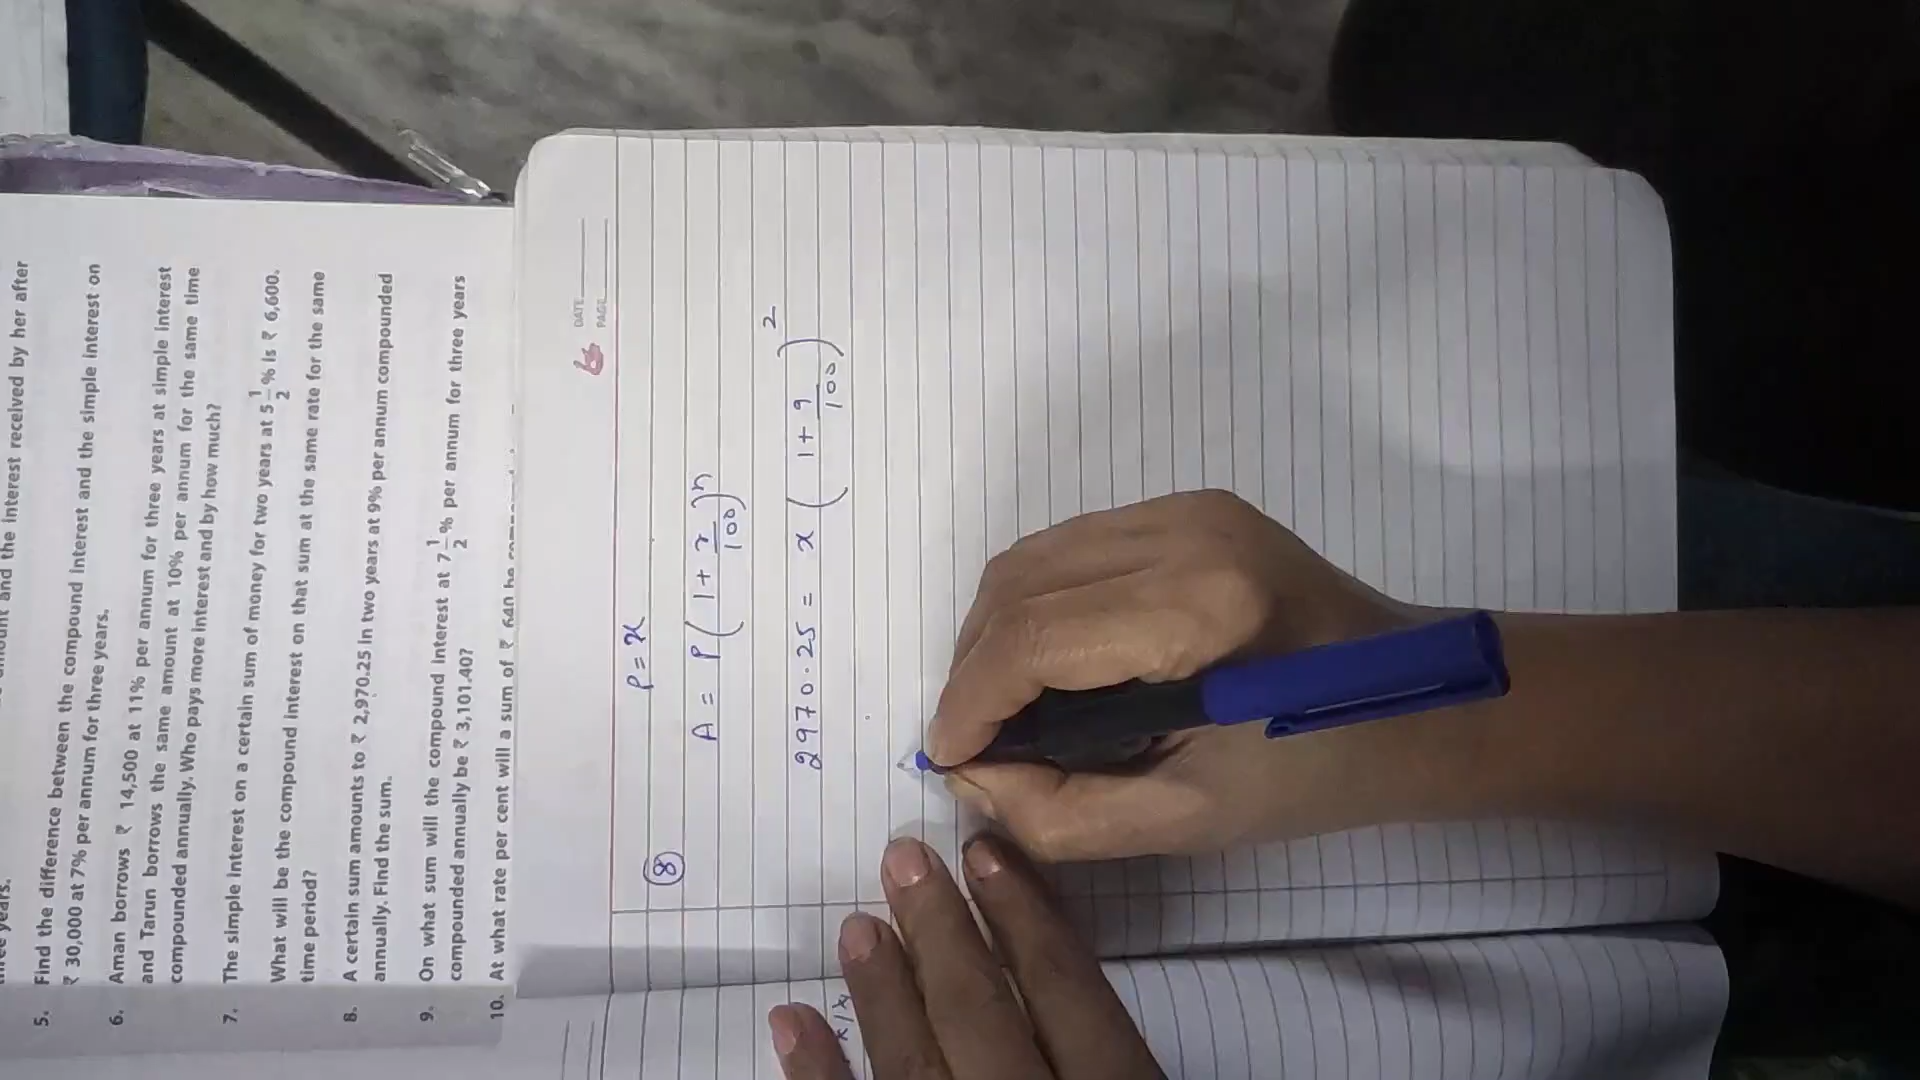 amount and the interest received by her after
three years.
5. Find the difference between the compound interest and the simple interest on
₹ 30,000 at 7% per annum for three years.
6. Aman borrows ₹ 14,500 at 11% per annum for three years at simple interest
and Tarun borrows the same amount at 10% per annum for the same time
compounded annually. Who pays more interest and by how much?
7. The simple interest on a certain sum of money for two years at 5 1/2 % is ₹ 6,600.
What will be the compound interest on that sum at the same rate for the same
time period?
8. A certain sum amounts to ₹ 2,970.25 in two years at 9% per annum compounded
annually. Find the sum.
9. On what sum will the compound interest at 7 1/2 % per annum for three years
compounded annually be ₹ 3,101.40?
10. At what rate per cent will a sum of ₹ 640 be
DATE
PAGE
8 P = x
A = P ( 1 + r/100 )^n
2970.25 = x ( 1 + 9/100 )^2